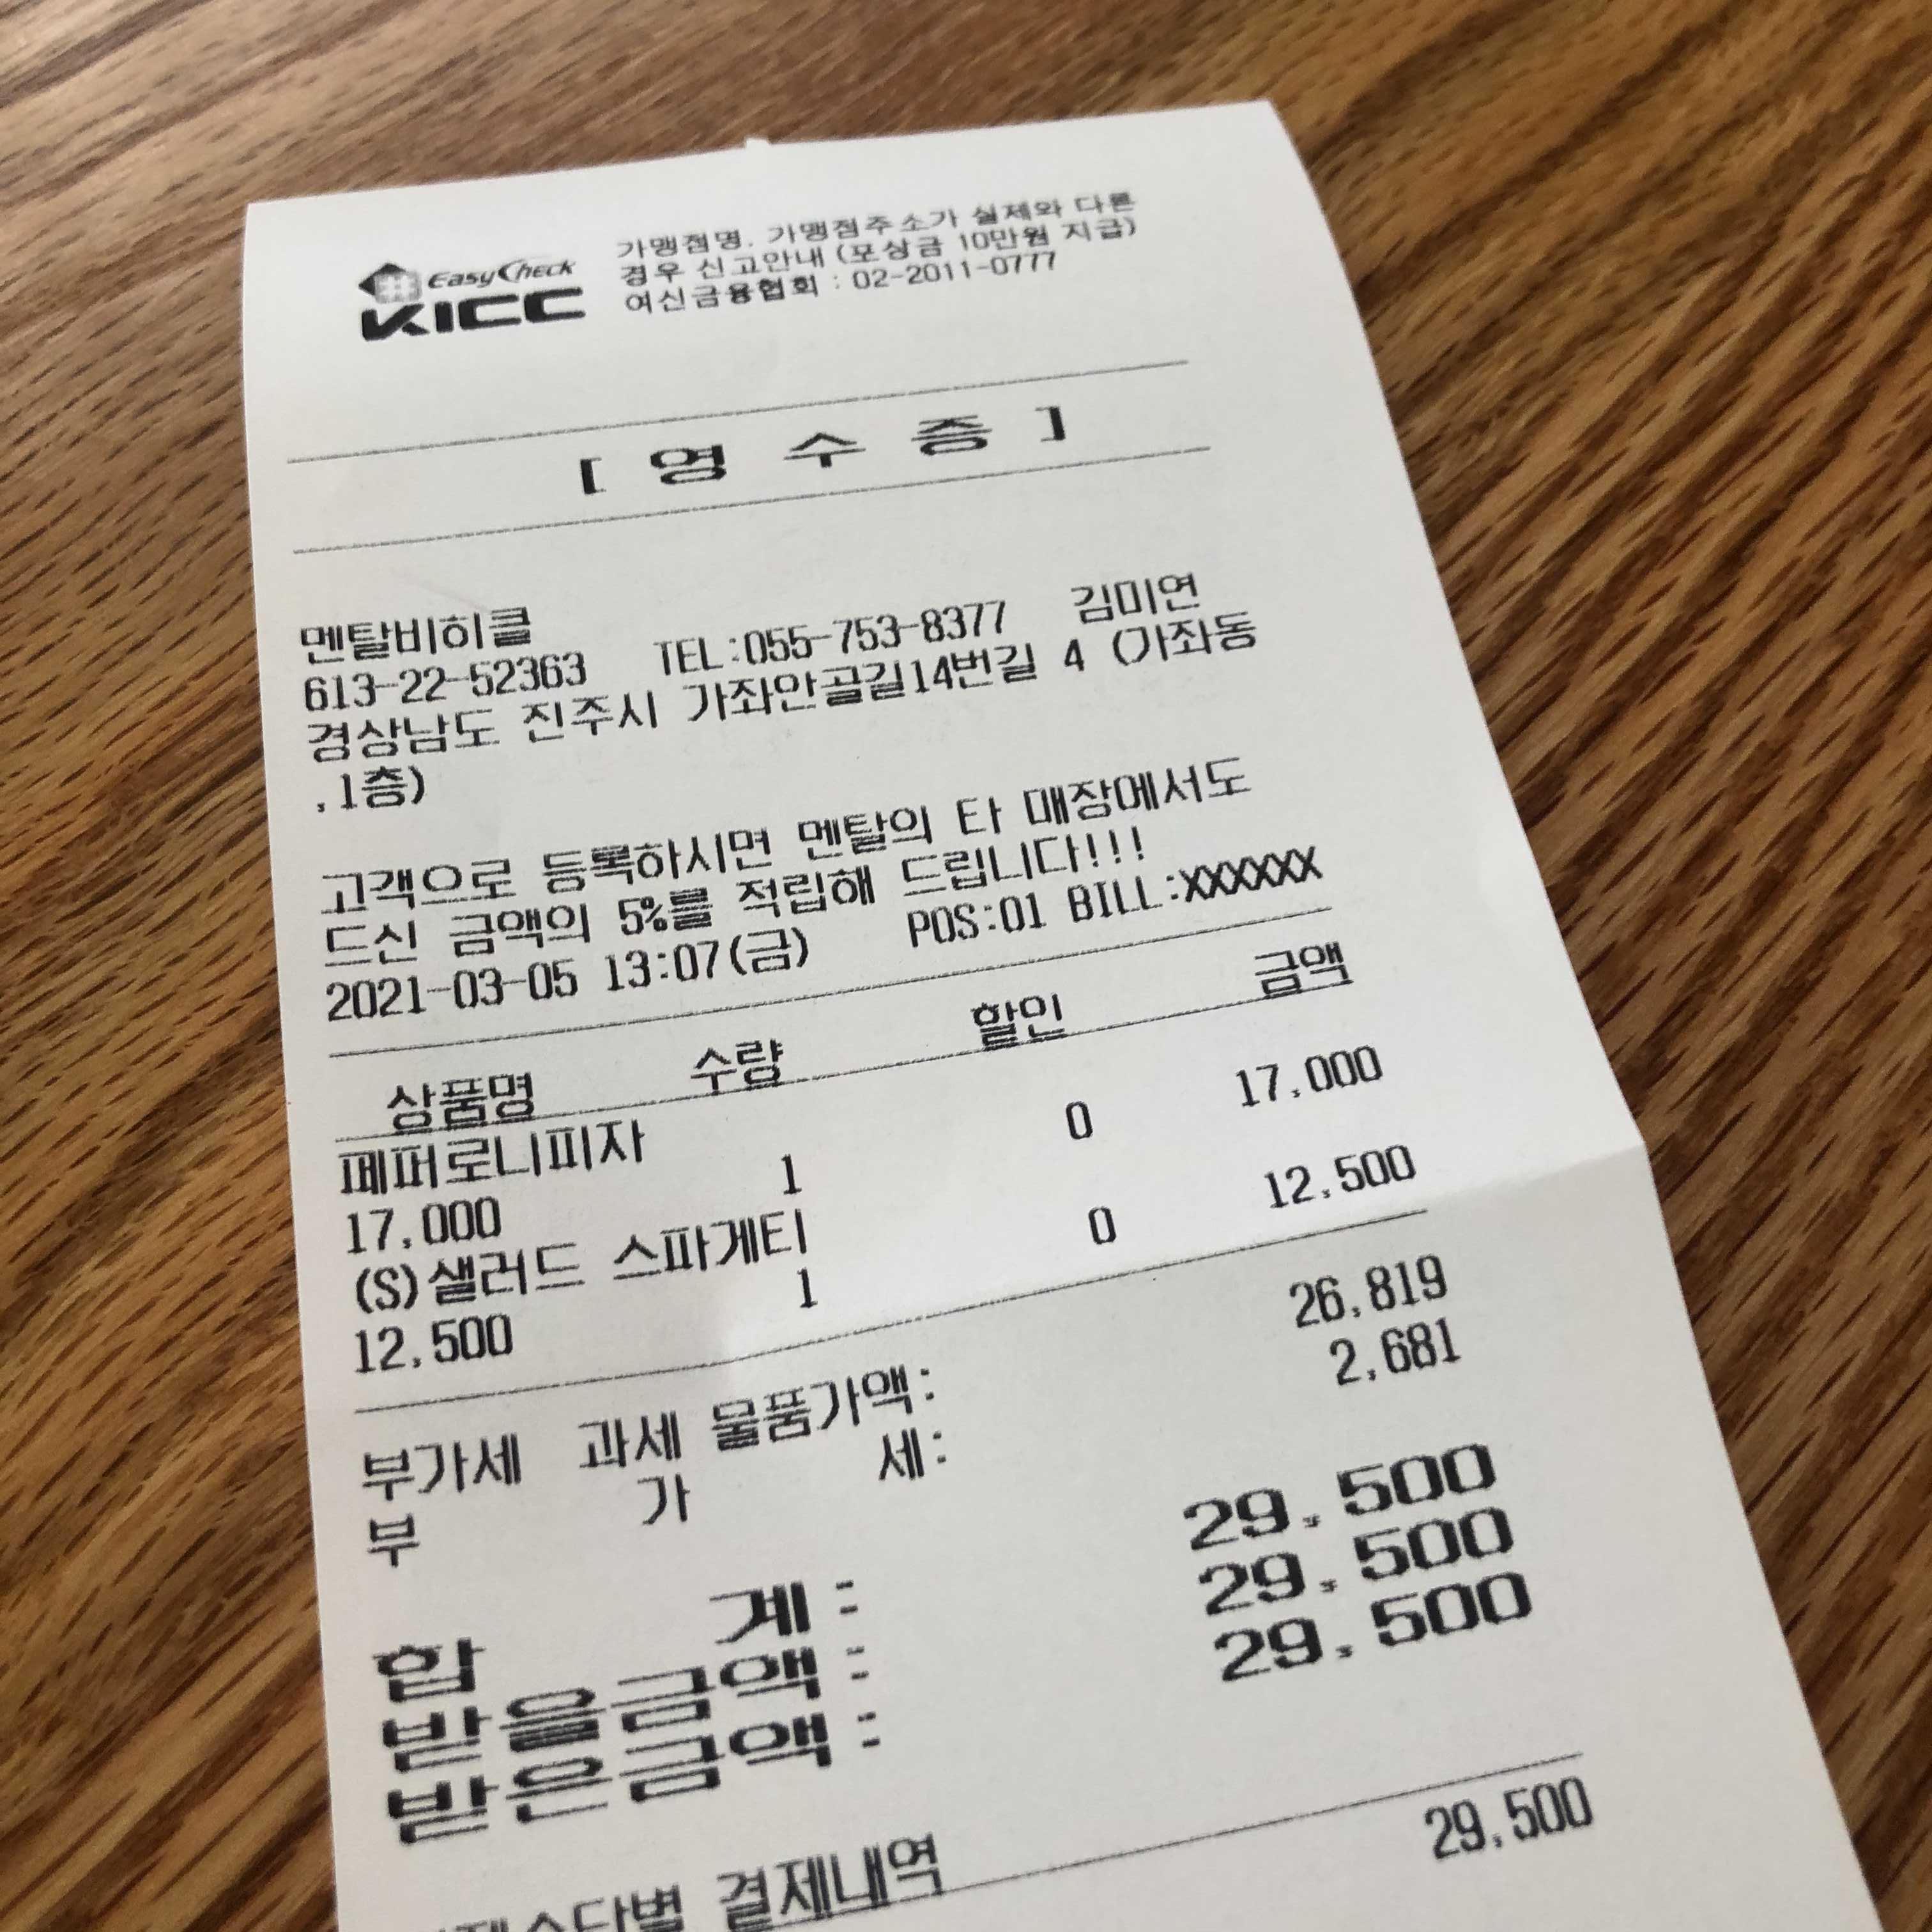 EasyCheck
KICC
가맹점명. 가맹점주소가 실제와 다른
경우 신고안내 (포상금 10만원 지급)
여신금융협회 : 02-2011-0777
[ 영 수 증 ]
멘탈비히클
613-22-52363 TEL:055-753-8377 김미연
경상남도 진주시 가좌안골길14번길 4 (가좌동
,1층)
고객으로 등록하시면 멘탈의 타 매장에서도
드신 금액의 5%를 적립해 드립니다!!!
2021-03-05 13:07(금) POS:01 BILL:XXXXXX
상품명 수량 할인 금액
페퍼로니피자
17,000 1 0 17,000
(S)샐러드 스파게티
12,500 1 0 12,500
부가세 과세 물품가액: 26,819
부 가 세: 2,681
합 계: 29,500
받을금액: 29,500
받은금액: 29,500
결제내역 29,500